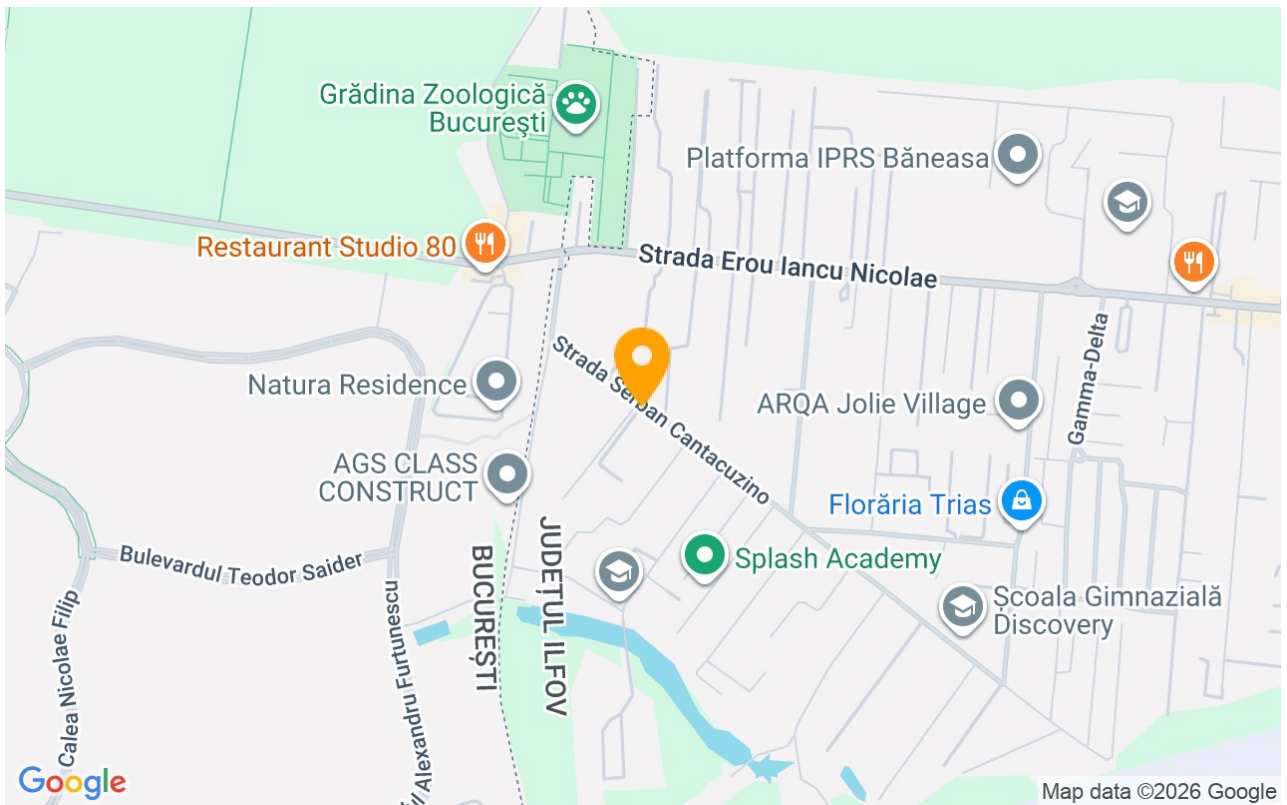 Grădina Zoologică
Bucureşti
Platforma IPRS Băneasa
Restaurant Studio 80
Strada Erou Iancu Nicolae
Strada Șerban Cantacuzino
Natura Residence
ARQA Jolie Village
Gamma-Delta
AGS CLASS
CONSTRUCT
Florăria Trias
JUDEȚUL ILFOV
BUCUREȘTI
Bulevardul Teodor Saider
Splash Academy
Școala Gimnazială
Discovery
Calea Nicolae Filip
Alexandru Furtunescu
Google
Map data ©2026 Google